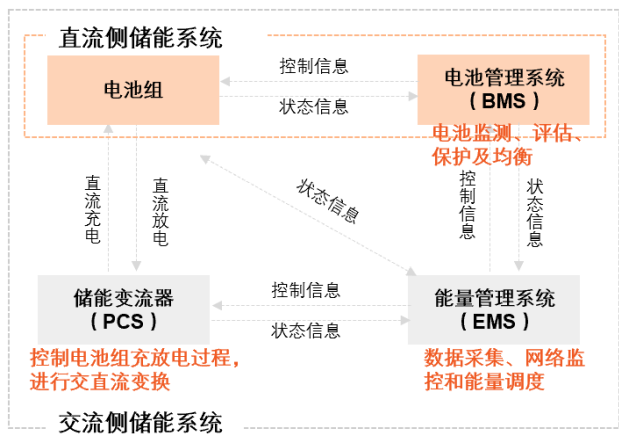 直流侧储能系统
电池组
控制信息
状态信息
电池管理系统
（BMS）
电池监测、评估、
保护及均衡
直流充电
直流放电
状态信息
控制信息
状态信息
储能变流器
（PCS）
控制信息
状态信息
能量管理系统
（EMS）
控制电池组充放电过程，
进行交直流变换
数据采集、网络监
控和能量调度
交流侧储能系统